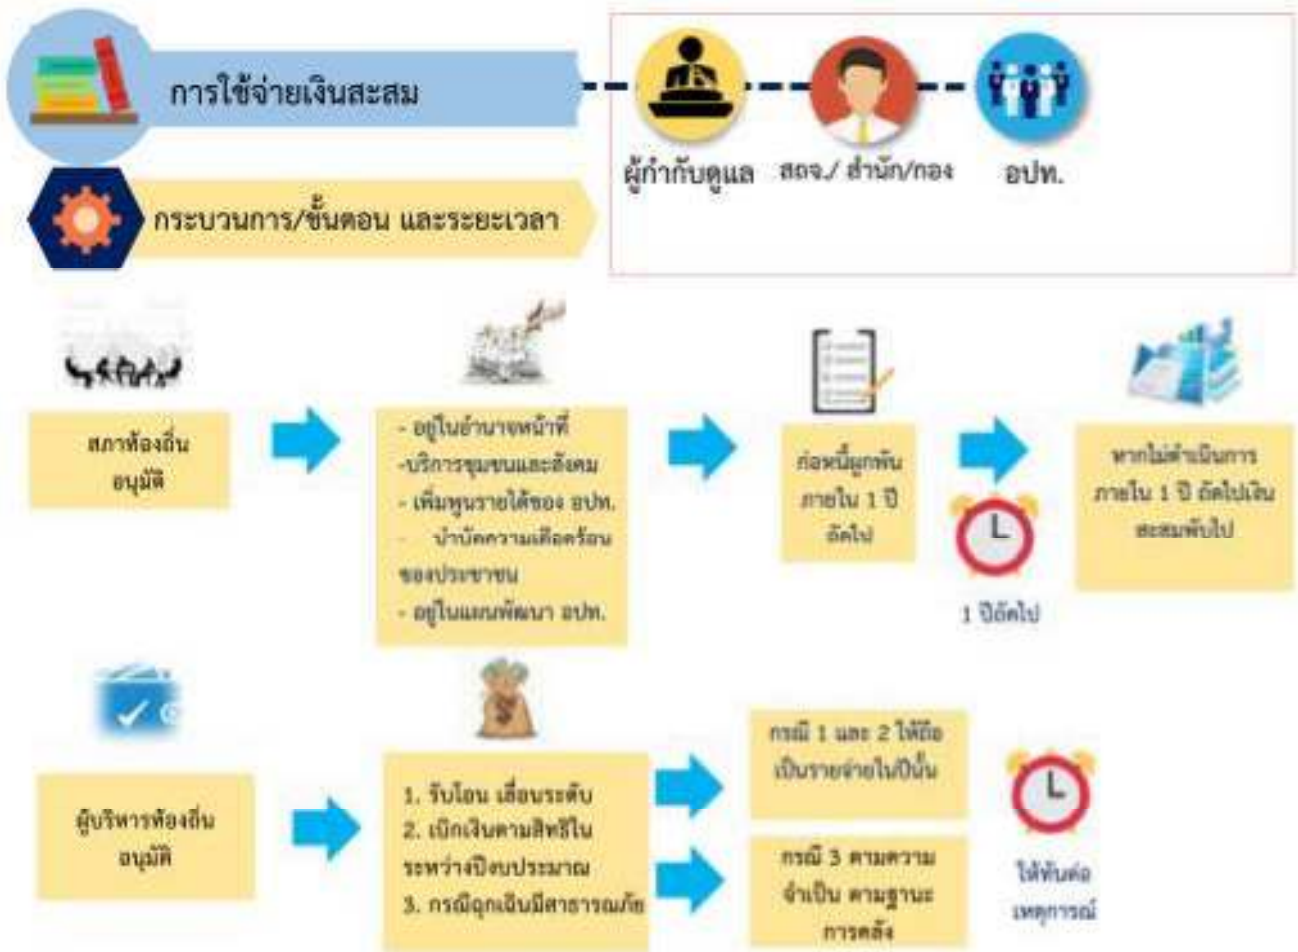 การใช้จ่ายเงินสะสม
ผู้กำกับดูแล
สถจ./ สำนัก/กอง
อปท.
กระบวนการ/ขั้นตอน และระยะเวลา
สภาท้องถิ่น
อนุมัติ
- อยู่ในอำนาจหน้าที่
-บริการชุมชนและสังคม
- เพิ่มพูนรายได้ของ อปท.
- บำบัดความเดือดร้อน
ของประชาชน
- อยู่ในแผนพัฒนา อปท.
ก่อหนี้ผูกพัน
ภายใน 1 ปี
ถัดไป
1 ปีถัดไป
หากไม่ดำเนินการ
ภายใน 1 ปี ถัดไปเงิน
สะสมพับไป
ผู้บริหารท้องถิ่น
อนุมัติ
1. รับโอน เลื่อนระดับ
2. เบิกเงินตามสิทธิใน
ระหว่างปีงบประมาณ
3. กรณีฉุกเฉินมีสาธารณภัย
กรณี 1 และ 2 ให้ถือ
เป็นรายจ่ายในปีนั้น
กรณี 3 ตามความ
จำเป็น ตามฐานะ
การคลัง
ให้ทันต่อ
เหตุการณ์